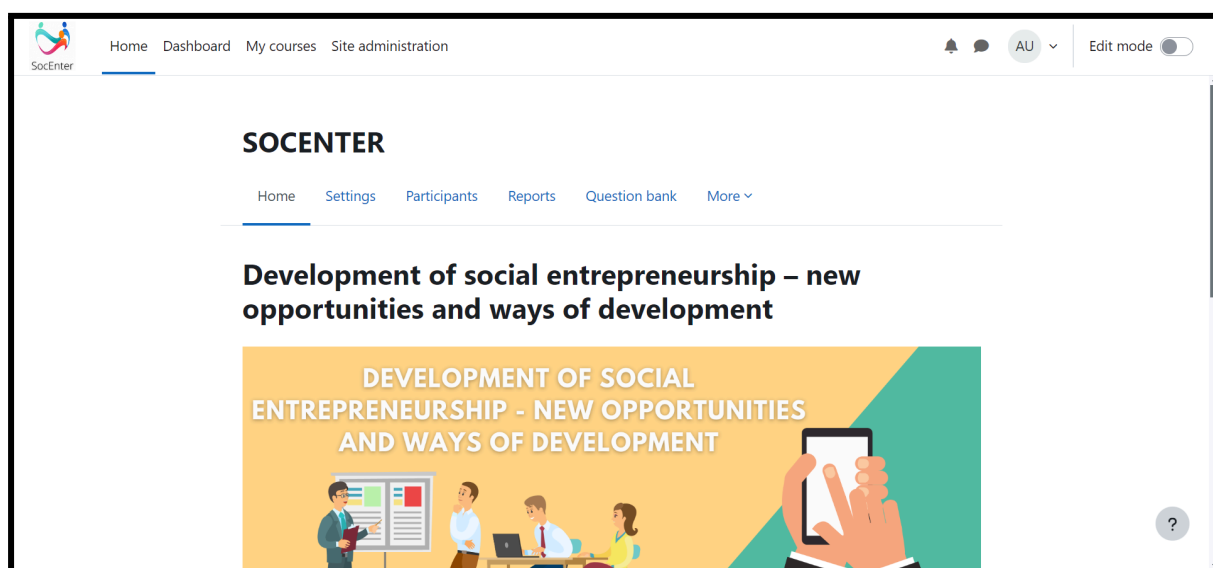 SocEnter
Home Dashboard My courses Site administration
AU
Edit mode
SOCENTER
Home Settings Participants Reports Question bank More
Development of social entrepreneurship – new
opportunities and ways of development
DEVELOPMENT OF SOCIAL
ENTREPRENEURSHIP - NEW OPPORTUNITIES
AND WAYS OF DEVELOPMENT
?